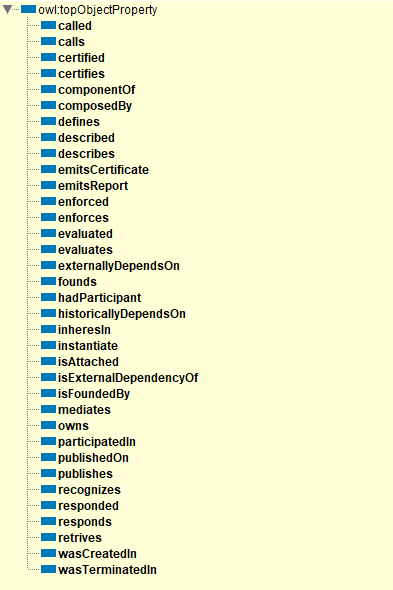 owl:topObjectProperty
called
calls
certified
certifies
componentOf
composedBy
defines
described
describes
emitsCertificate
emitsReport
enforced
enforces
evaluated
evaluates
externallyDependsOn
founds
hadParticipant
historicallyDependsOn
inheresIn
instantiate
isAttached
isExternalDependencyOf
isFoundedBy
mediates
owns
participatedIn
publishedOn
publishes
recognizes
responded
responds
retrives
wasCreatedIn
wasTerminatedIn